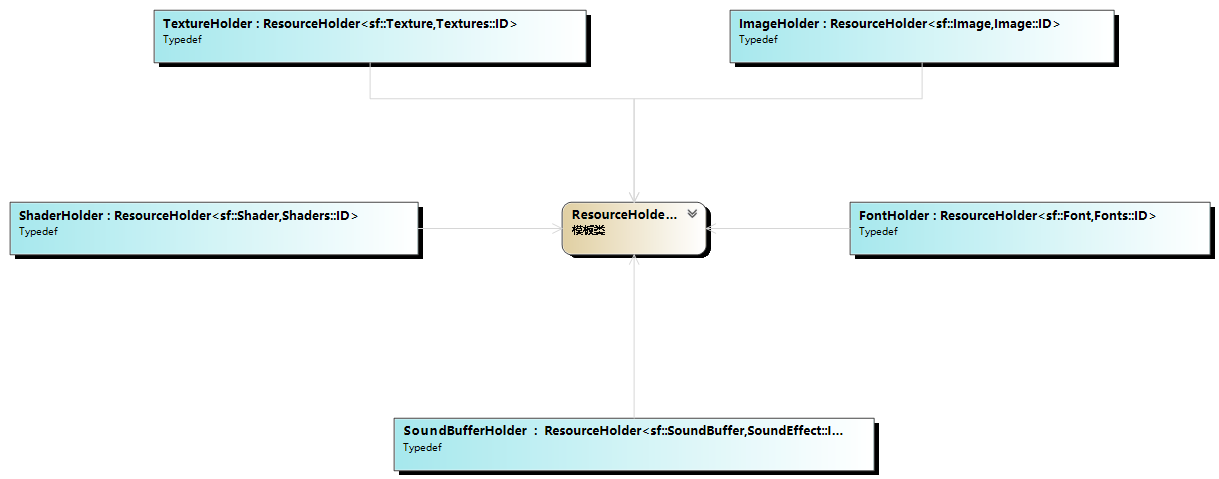 TextureHolder : ResourceHolder<sf::Texture,Textures::ID>
Typedef
ImageHolder : ResourceHolder<sf::Image,Image::ID>
Typedef
ShaderHolder : ResourceHolder<sf::Shader,Shaders::ID>
Typedef
ResourceHolde...
模板类
FontHolder : ResourceHolder<sf::Font,Fonts::ID>
Typedef
SoundBufferHolder : ResourceHolder<sf::SoundBuffer,SoundEffect::I...
Typedef